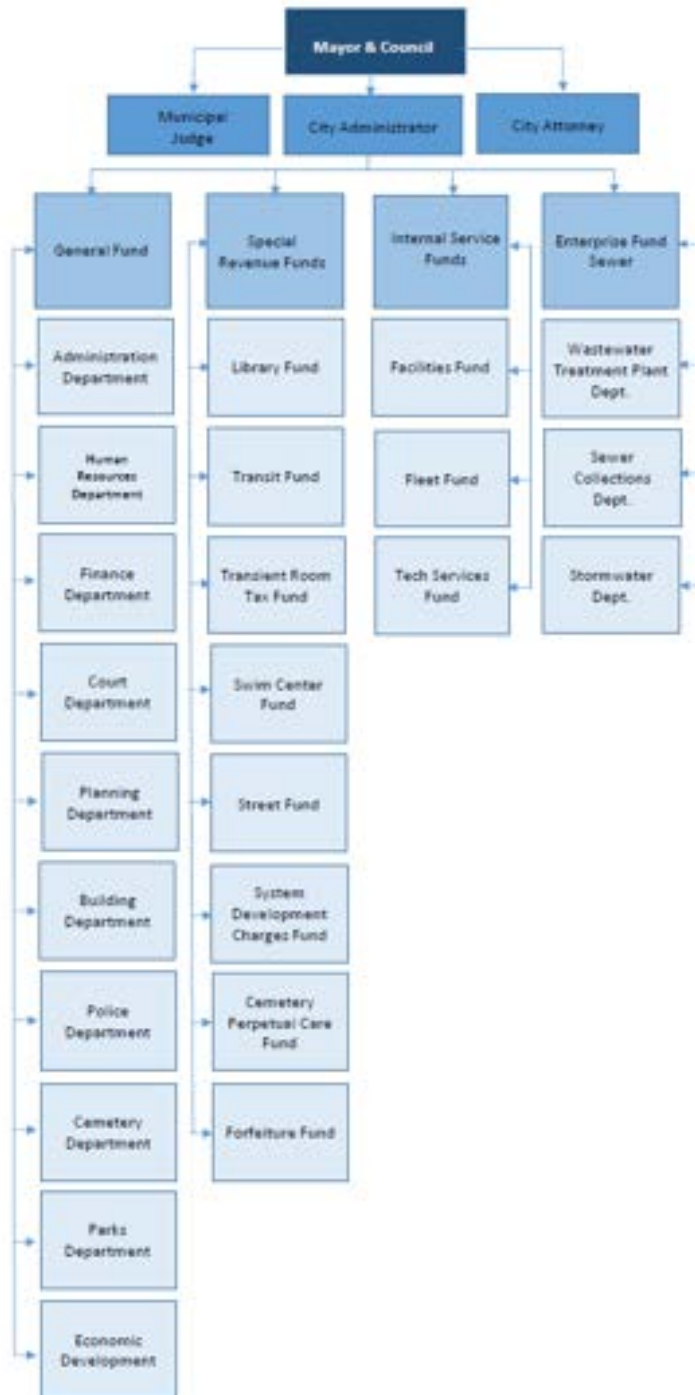 Mayor & Council
Municipal
Judge
City Administrator
City Attorney
General Fund
Administration
Department
Human
Resources
Department
Finance
Department
Court
Department
Planning
Department
Building
Department
Police
Department
Cemetery
Department
Parks
Department
Economic
Development
Special
Revenue Funds
Library Fund
Transit Fund
Transient Room
Tax Fund
Swim Center
Fund
Street Fund
System
Development
Charges Fund
Cemetery
Perpetual Care
Fund
Forfeiture Fund
Internal Service
Funds
Facilities Fund
Fleet Fund
Tech Services
Fund
Enterprise Fund
Sewer
Wastewater
Treatment Plant
Dept.
Sewer
Collections
Dept.
Stormwater
Dept.